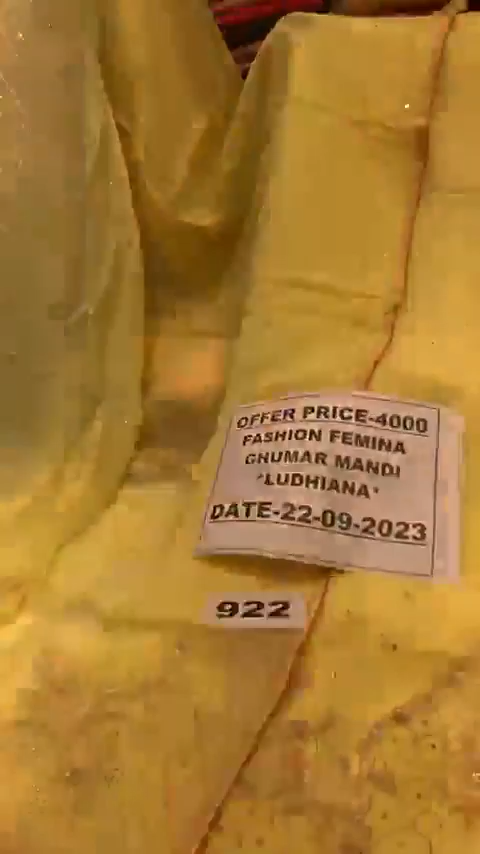 OFFER PRICE-4000
FASHION FEMINA
GHUMAR MANDI
"LUDHIANA"
DATE-22-09-2023
922